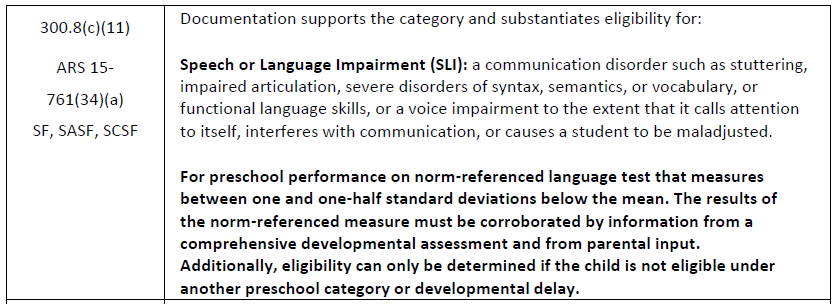 300.8(c)(11)
ARS 15-
761(34)(a)
SF, SASF, SCSF
Documentation supports the category and substantiates eligibility for:
Speech or Language Impairment (SLI): a communication disorder such as stuttering,
impaired articulation, severe disorders of syntax, semantics, or vocabulary, or
functional language skills, or a voice impairment to the extent that it calls attention
to itself, interferes with communication, or causes a student to be maladjusted.
For preschool performance on norm-referenced language test that measures
between one and one-half standard deviations below the mean. The results of
the norm-referenced measure must be corroborated by information from a
comprehensive developmental assessment and from parental input.
Additionally, eligibility can only be determined if the child is not eligible under
another preschool category or developmental delay.